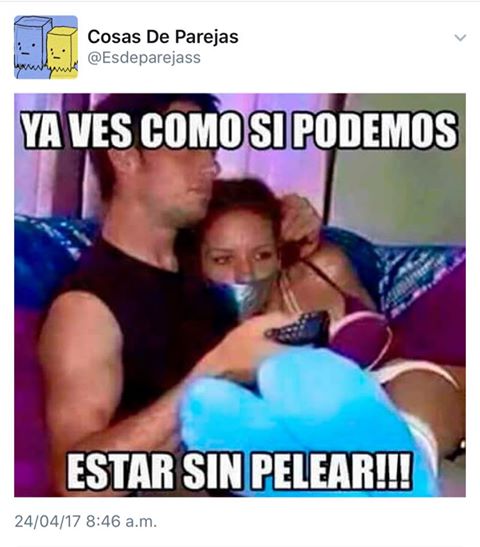 Cosas De Parejas
@Esdeparejass
YA VES COMO SI PODEMOS
ESTAR SIN PELEAR!!!
24/04/17 8:46 a.m.